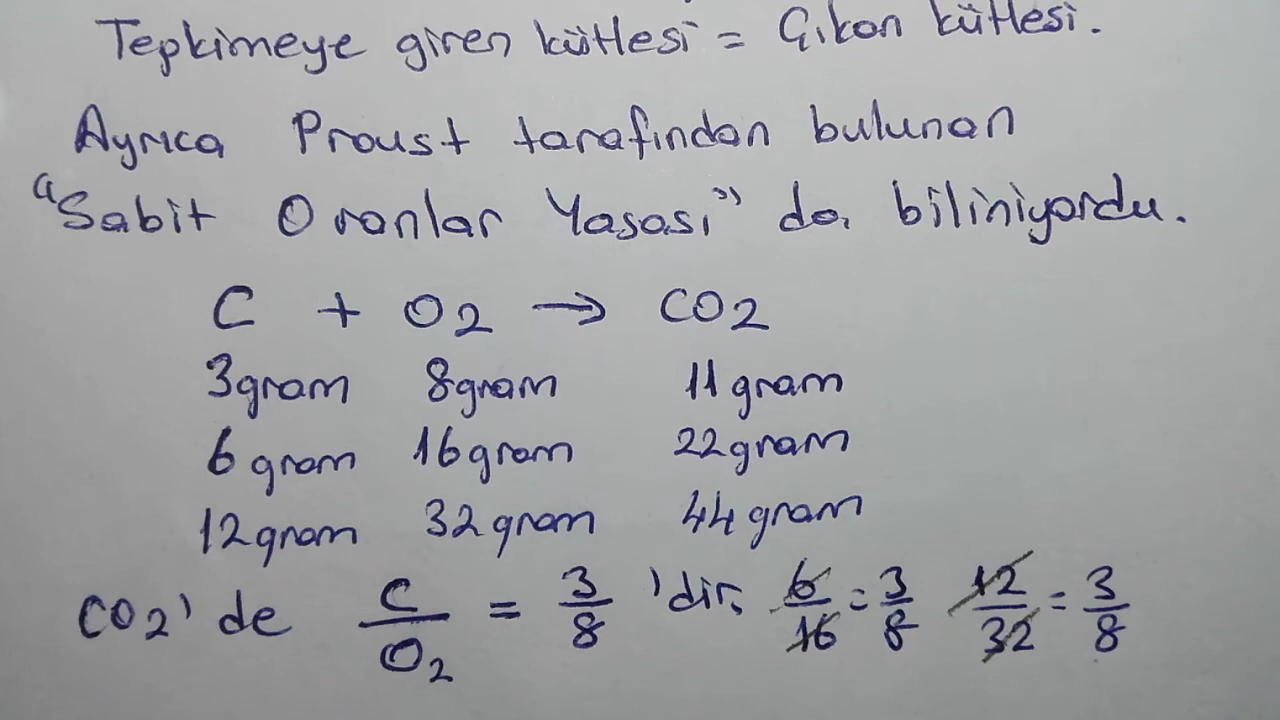 Tepkimeye giren kütlesi = Çıkan kütlesi.
Ayrıca Proust tarafından bulunan
"Sabit Oranlar Yasası" da biliniyordu.
C + O2 → CO2
3gram 8gram 11gram
6gram 16gram 22gram
12gram 32gram 44gram
CO2'de C/O2 = 3/8 'dir. 6/16 = 3/8 12/32 = 3/8